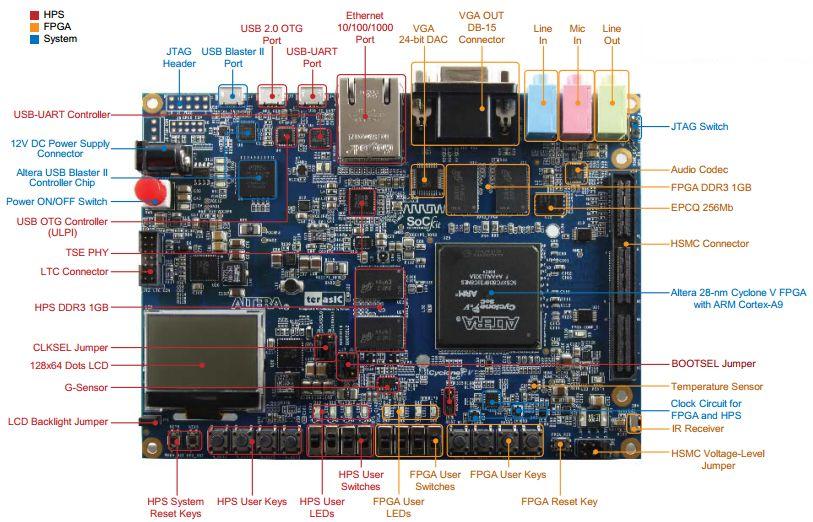 HPS
FPGA
System
JTAG
Header
USB Blaster II
Port
USB 2.0 OTG
Port
USB-UART
Port
Ethernet
10/100/1000
Port
VGA
24-bit DAC
VGA OUT
DB-15
Connector
Line
In
Mic
In
Line
Out
USB-UART Controller
12V DC Power Supply
Connector
Altera USB Blaster II
Controller Chip
Power ON/OFF Switch
USB OTG Controller
(ULPI)
TSE PHY
LTC Connector
HPS DDR3 1GB
CLKSEL Jumper
128x64 Dots LCD
G-Sensor
LCD Backlight Jumper
JTAG Switch
Audio Codec
FPGA DDR3 1GB
EPCQ 256Mb
HSMC Connector
Altera 28-nm Cyclone V FPGA
with ARM Cortex-A9
BOOTSEL Jumper
Temperature Sensor
Clock Circuit for
FPGA and HPS
IR Receiver
HSMC Voltage-Level
Jumper
SoCKit
ALTERA
terasIC
Cyclone V
SoC
ARM
ALTERA
Cyclone V
HPS System
Reset Keys
HPS User Keys
HPS User
LEDs
HPS User
Switches
FPGA User
LEDs
FPGA User
Switches
FPGA User Keys
FPGA Reset Key